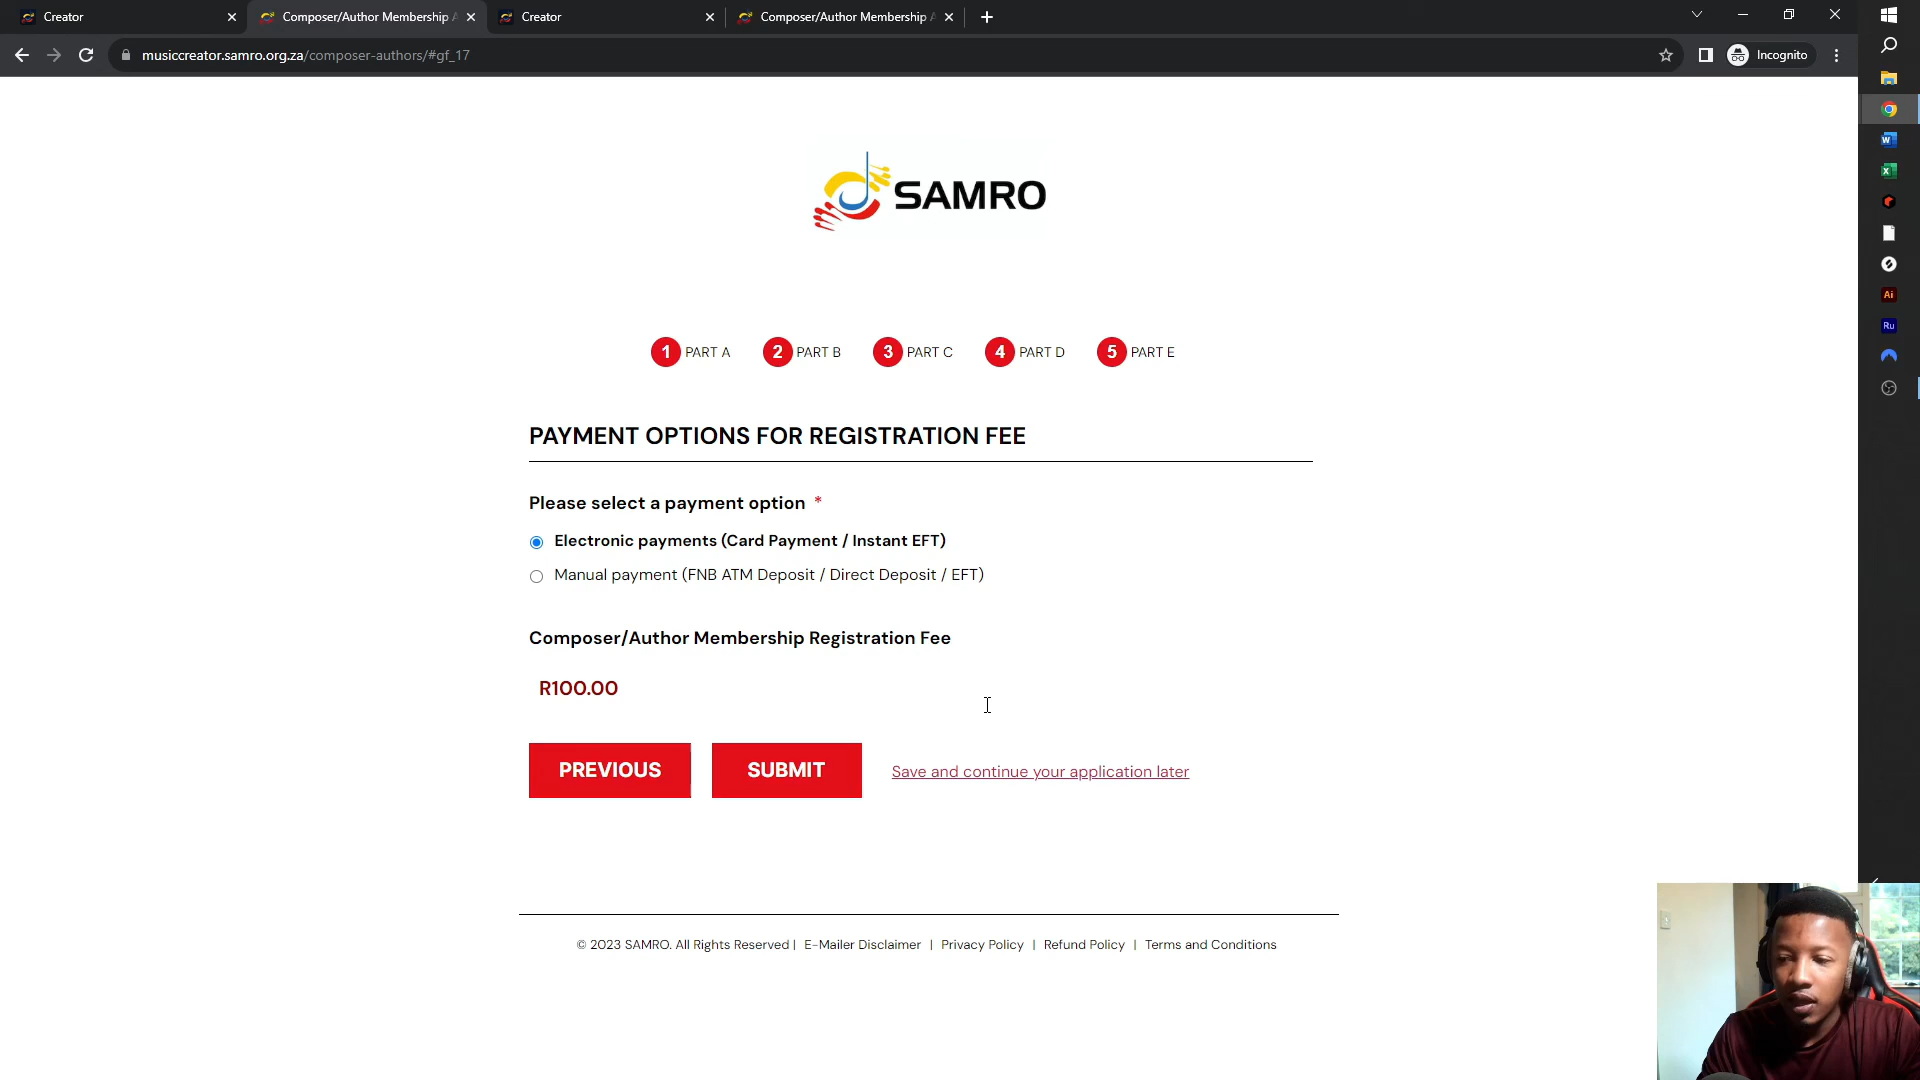 Creator
Composer/Author Membership A
Creator
Composer/Author Membership A
musiccreator.samro.org.za/composer-authors/#gf_17
Incognito
SAMRO
1 PART A
2 PART B
3 PART C
4 PART D
5 PART E
PAYMENT OPTIONS FOR REGISTRATION FEE
Please select a payment option *
Electronic payments (Card Payment / Instant EFT)
Manual payment (FNB ATM Deposit / Direct Deposit / EFT)
Composer/Author Membership Registration Fee
R100.00
PREVIOUS
SUBMIT
Save and continue your application later
© 2023 SAMRO. All Rights Reserved | E-Mailer Disclaimer | Privacy Policy | Refund Policy | Terms and Conditions
W
X
Ai
Ru